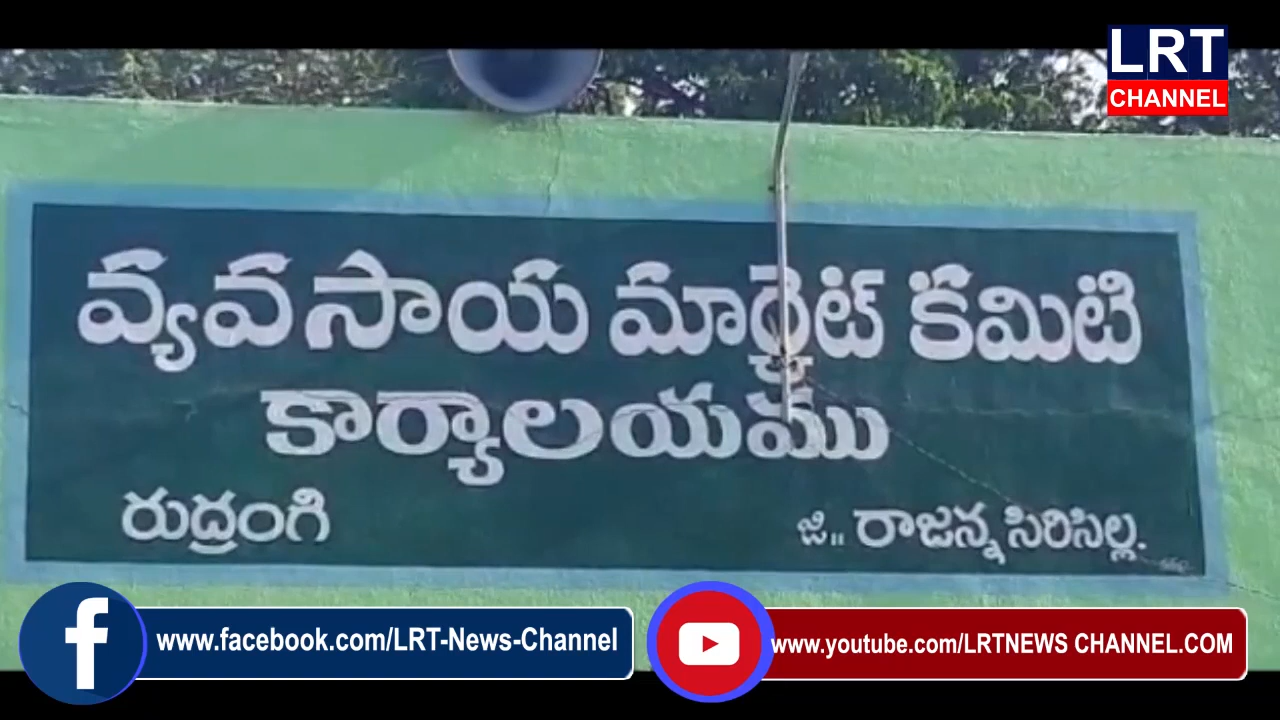 LRT
CHANNEL
వ్యవసాయ మార్కెట్ కమిటి
కార్యాలయము
రుద్రంగి
జి.. రాజన్న సిరిసిల్ల.
www.facebook.com/LRT-News-Channel
www.youtube.com/LRTNEWS CHANNEL.COM